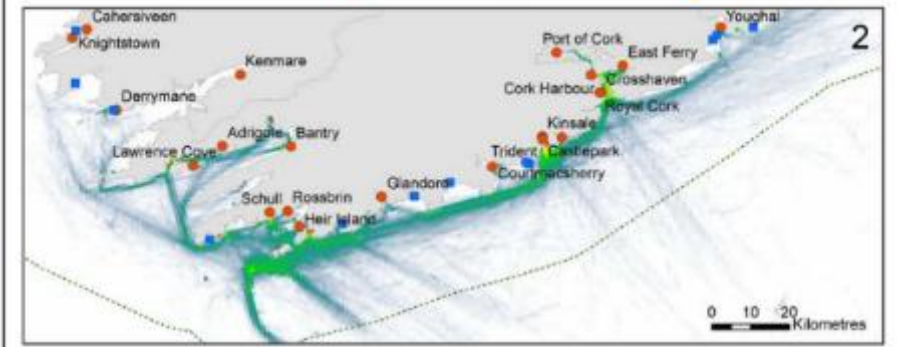 Cahersiveen
Knightstown
Youghal
2
Port of Cork
East Ferry
Kenmare
Crosshaven
Cork Harbour
Royal Cork
Derrymane
Kinsale
Adrigole
Bantry
Lawrence Cove
Trident
Castlepark
Courtmacsherry
Schull
Rossbrin
Glandore
Heir Island
0 10 20
Kilometres